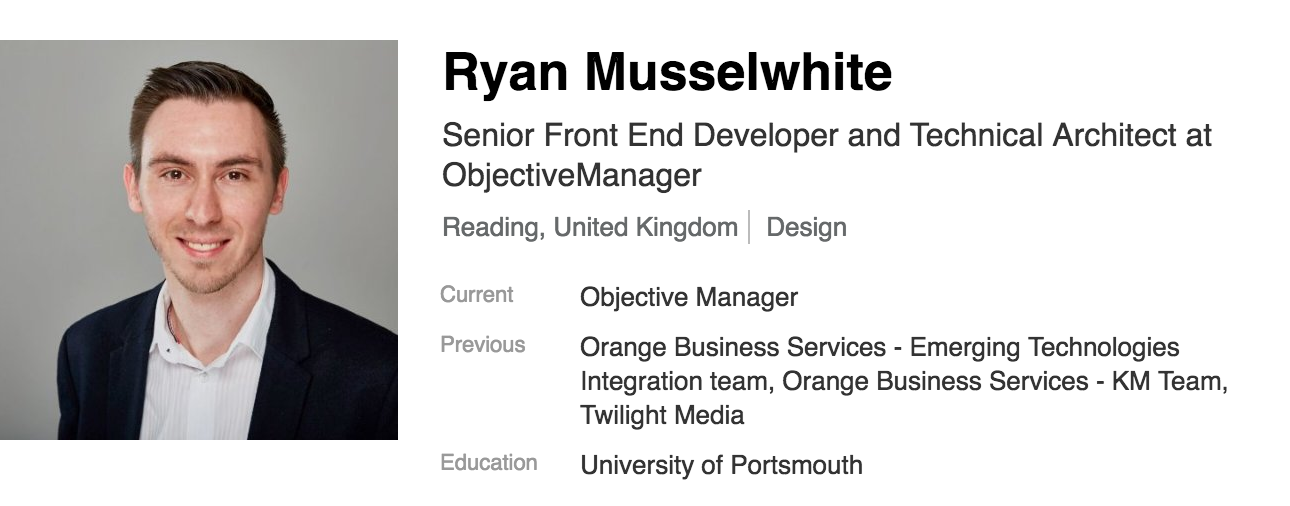 Ryan Musselwhite
Senior Front End Developer and Technical Architect at
ObjectiveManager
Reading, United Kingdom | Design
Current Objective Manager
Previous Orange Business Services - Emerging Technologies
Integration team, Orange Business Services - KM Team,
Twilight Media
Education University of Portsmouth